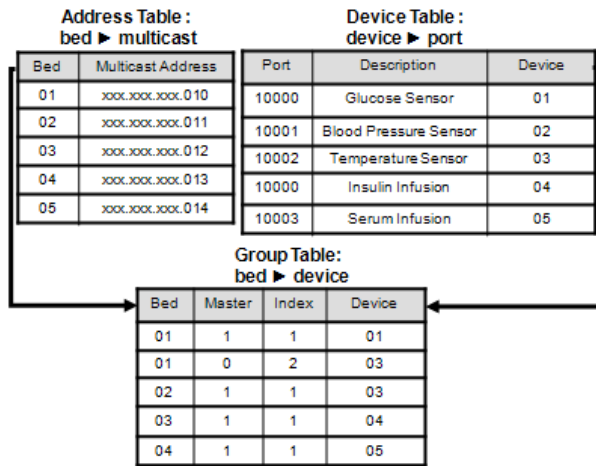 Address Table :
bed ► multicast
Bed Multicast Address
01 xxx.xxx.xxx.010
02 xxx.xxx.xxx.011
03 xxx.xxx.xxx.012
04 xxx.xxx.xxx.013
05 xxx.xxx.xxx.014
Device Table :
device ► port
Port Description Device
10000 Glucose Sensor 01
10001 Blood Pressure Sensor 02
10002 Temperature Sensor 03
10000 Insulin Infusion 04
10003 Serum Infusion 05
Group Table:
bed ► device
Bed Master Index Device
01 1 1 01
01 0 2 03
02 1 1 03
03 1 1 04
04 1 1 05